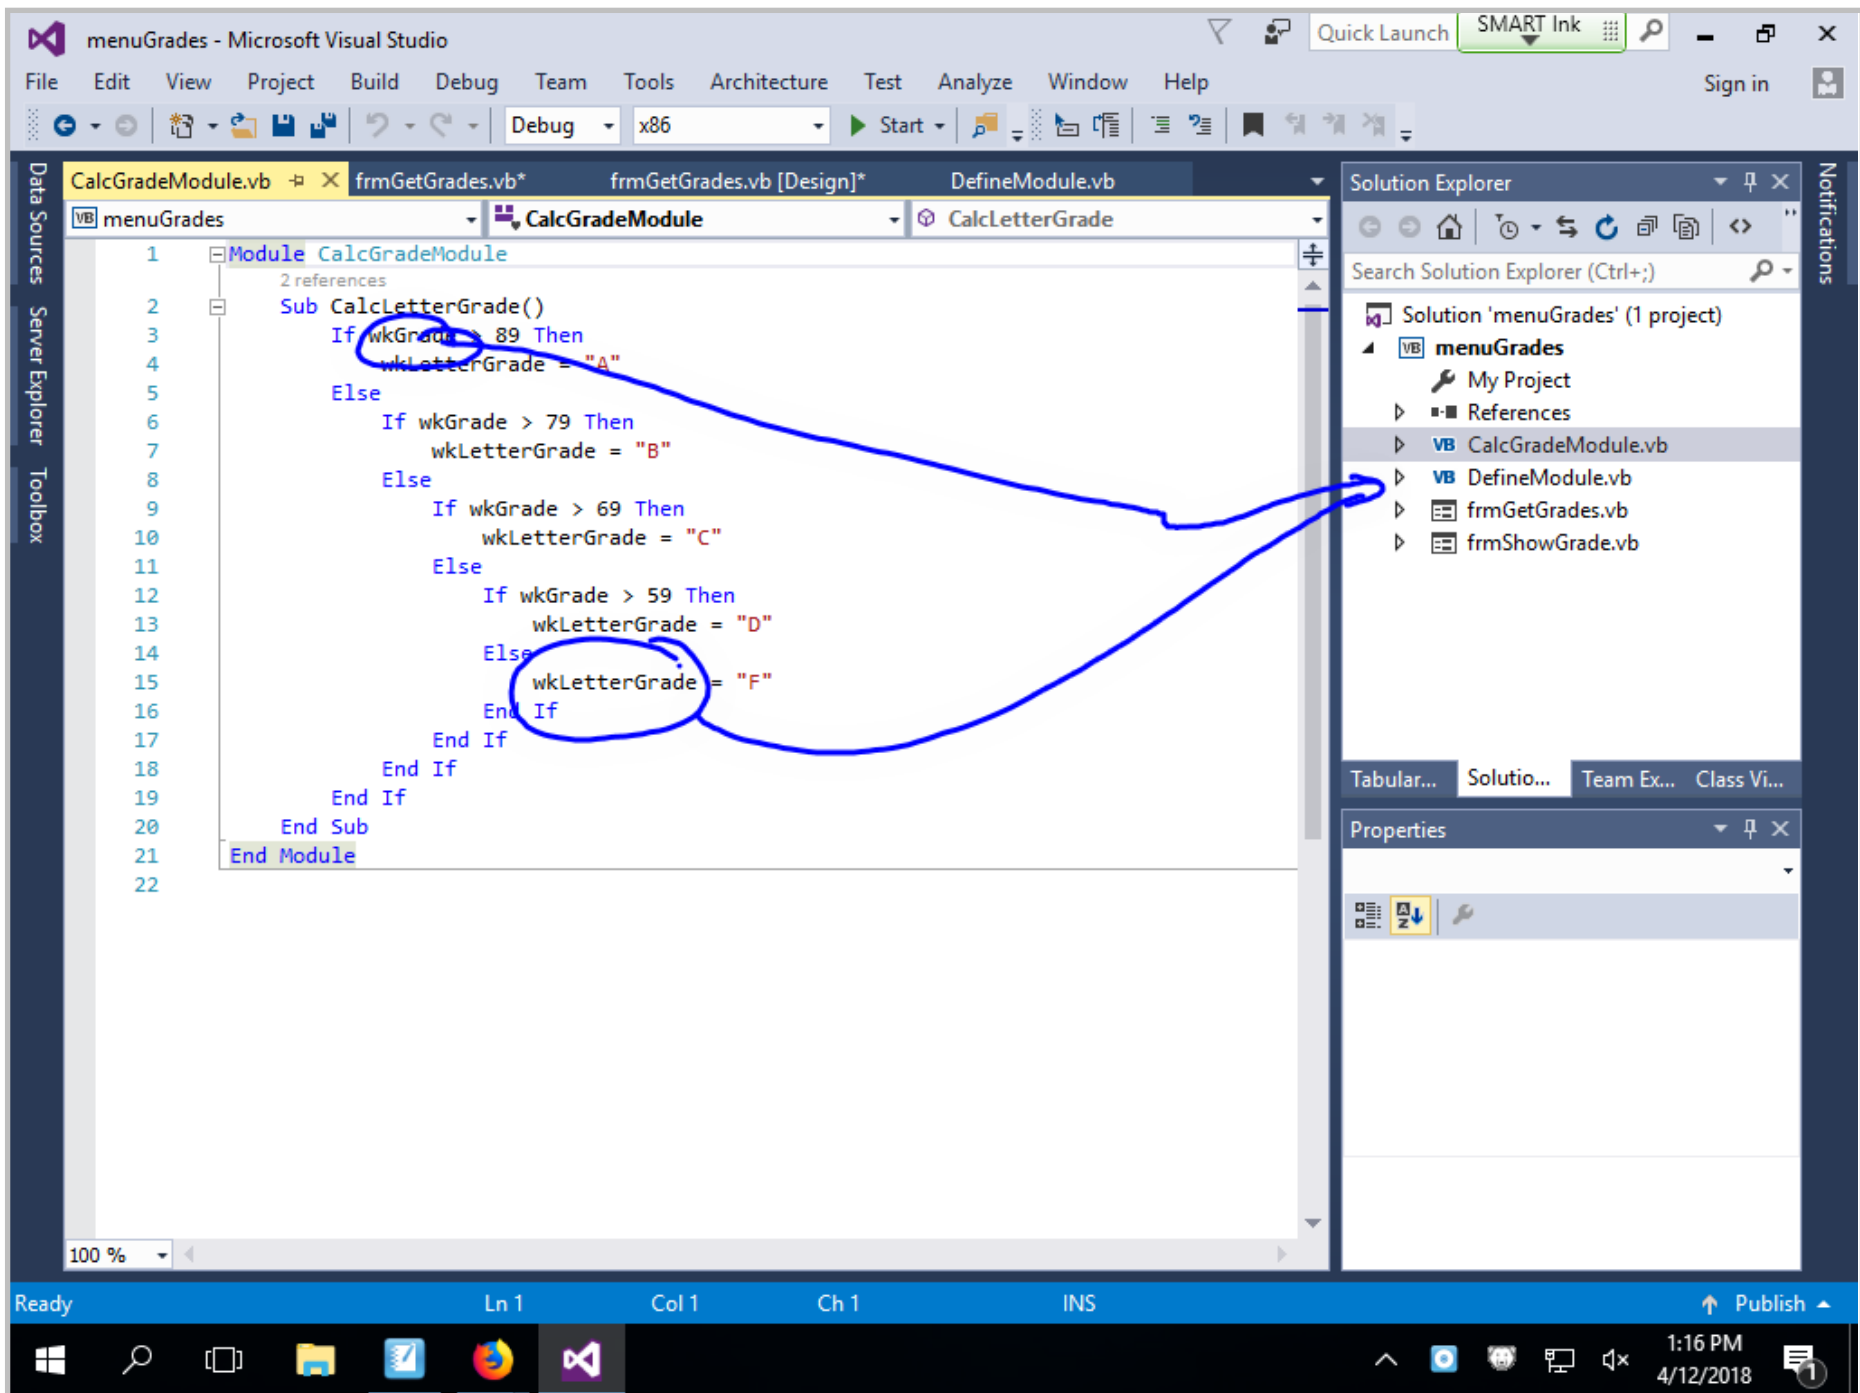 menuGrades - Microsoft Visual Studio
Quick Launch
SMART Ink
File Edit View Project Build Debug Team Tools Architecture Test Analyze Window Help
Sign in
Debug x86 Start
CalcGradeModule.vb frmGetGrades.vb* frmGetGrades.vb [Design]* DefineModule.vb
VB menuGrades CalcGradeModule CalcLetterGrade
1 Module CalcGradeModule
2 references
2 Sub CalcLetterGrade()
3 If wkGrade > 89 Then
4 wkLetterGrade = "A"
5 Else
6 If wkGrade > 79 Then
7 wkLetterGrade = "B"
8 Else
9 If wkGrade > 69 Then
10 wkLetterGrade = "C"
11 Else
12 If wkGrade > 59 Then
13 wkLetterGrade = "D"
14 Else
15 wkLetterGrade = "F"
16 End If
17 End If
18 End If
19 End If
20 End Sub
21 End Module
22
100 %
Data Sources
Server Explorer
Toolbox
Solution Explorer
Search Solution Explorer (Ctrl+;)
Solution 'menuGrades' (1 project)
VB menuGrades
My Project
References
VB CalcGradeModule.vb
VB DefineModule.vb
frmGetGrades.vb
frmShowGrade.vb
Tabular... Solutio... Team Ex... Class Vi...
Properties
Notifications
Ready Ln 1 Col 1 Ch 1 INS Publish
1:16 PM
4/12/2018
1